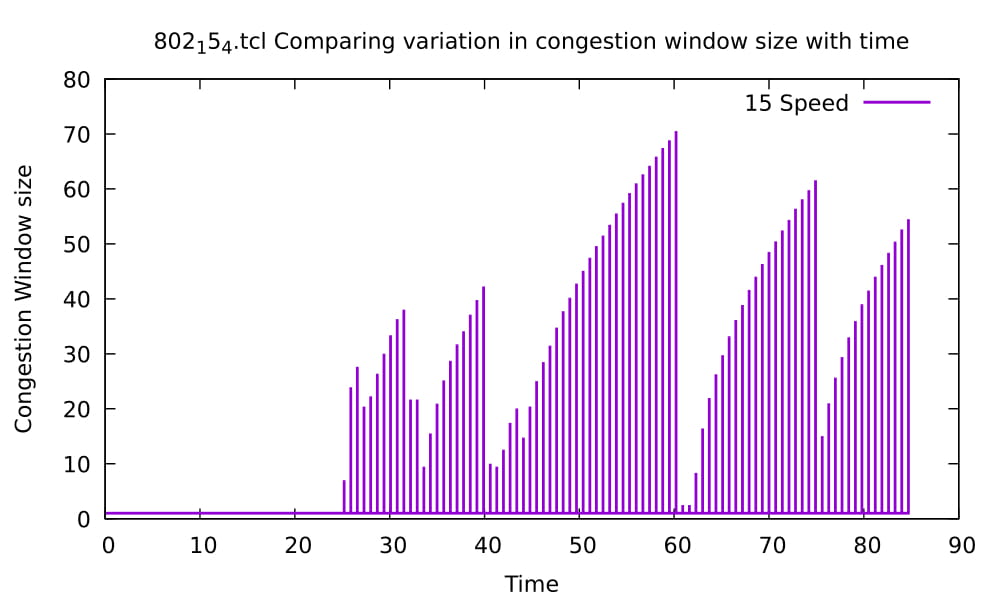 802₁5₄.tcl Comparing variation in congestion window size with time
80
15 Speed
70
60
50
40
30
20
10
0
Congestion Window size
0 10 20 30 40 50 60 70 80 90
Time